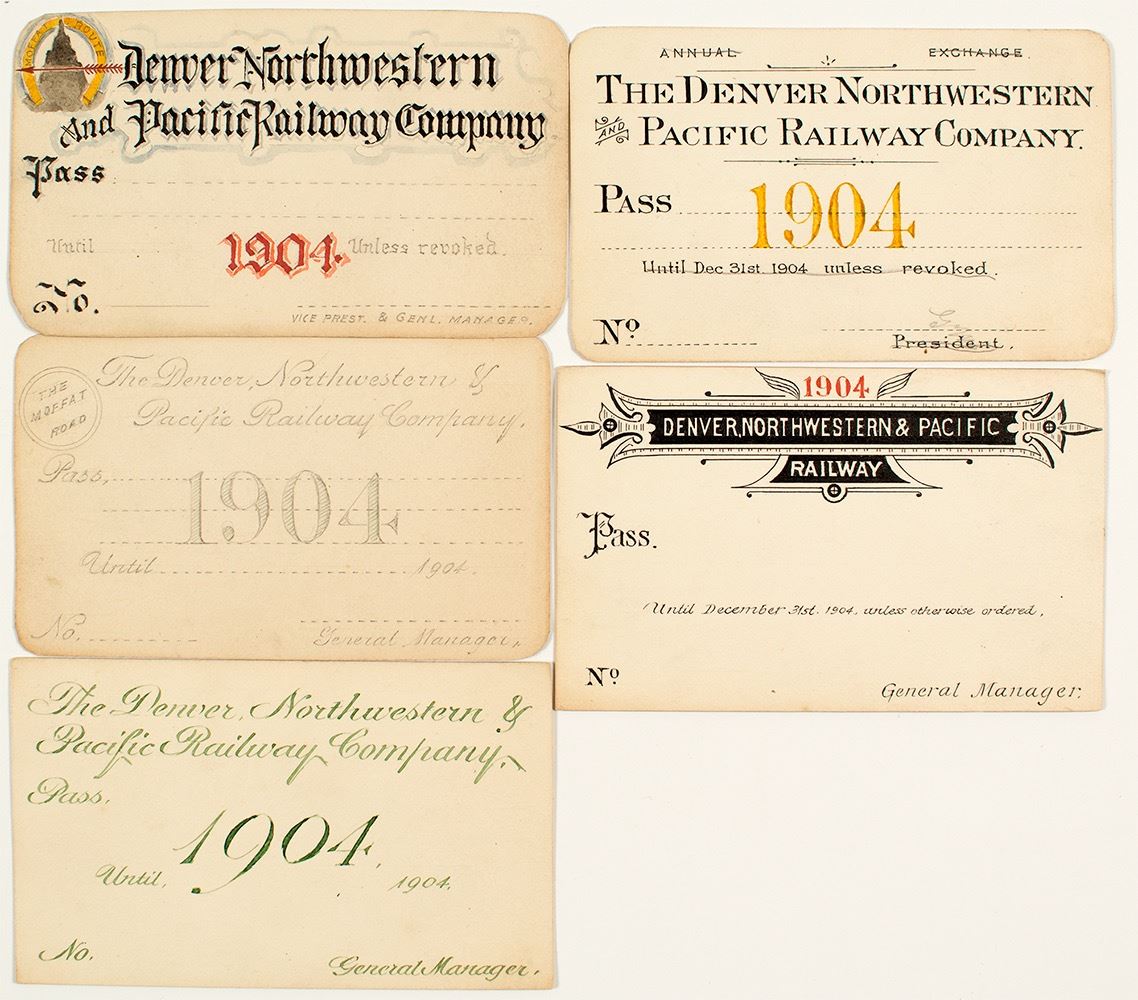 MOFFAT ROUTE
Denver Northwestern
And Pacific Railway Company
Pass
Until 1904. Unless revoked.
No.
VICE PREST. & GENL. MANAGER.
ANNUAL EXCHANGE.
THE DENVER NORTHWESTERN
AND PACIFIC RAILWAY COMPANY.
PASS 1904
Until Dec 31st. 1904 unless revoked.
Nº
President.
THE
MOFFAT
ROAD
The Denver, Northwestern &
Pacific Railway Company.
Pass,
1904
Until 1904.
No.
General Manager.
1904
DENVER, NORTHWESTERN & PACIFIC
RAILWAY
Pass.
Until December 31st. 1904, unless otherwise ordered,
Nº
General Manager.
The Denver, Northwestern &
Pacific Railway Company.
Pass.
1904.
Until, 1904.
No.
General Manager.